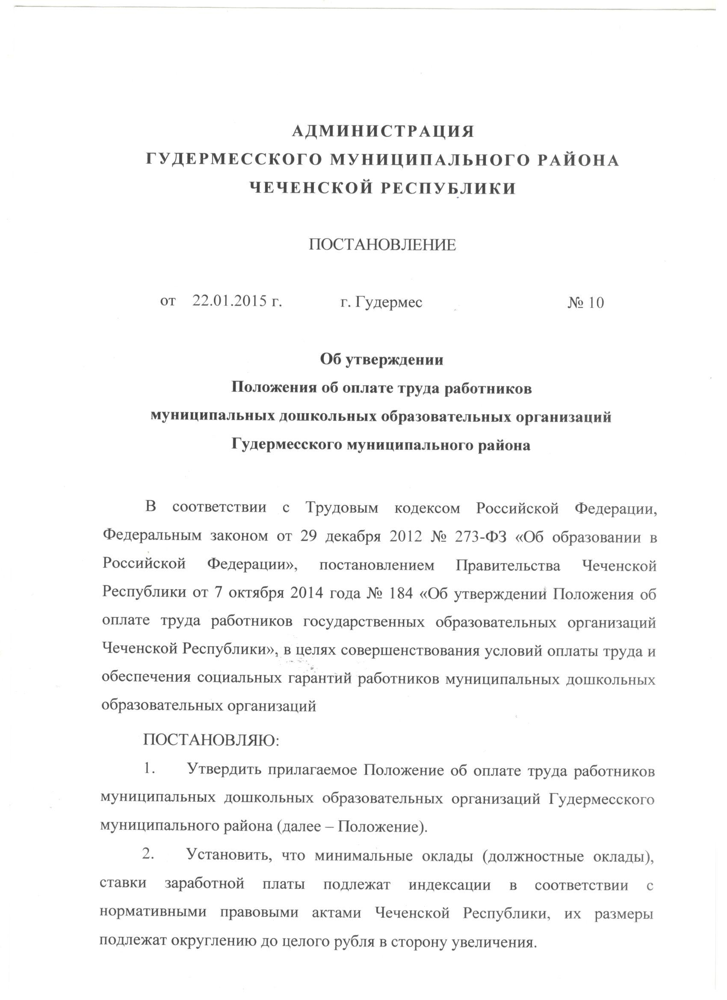 АДМИНИСТРАЦИЯ
ГУДЕРМЕССКОГО МУНИЦИПАЛЬНОГО РАЙОНА
ЧЕЧЕНСКОЙ РЕСПУБЛИКИ
ПОСТАНОВЛЕНИЕ
от 22.01.2015 г. г. Гудермес № 10
Об утверждении
Положения об оплате труда работников
муниципальных дошкольных образовательных организаций
Гудермесского муниципального района
В соответствии с Трудовым кодексом Российской Федерации,
Федеральным законом от 29 декабря 2012 № 273-ФЗ «Об образовании в
Российской Федерации», постановлением Правительства Чеченской
Республики от 7 октября 2014 года № 184 «Об утверждении Положения об
оплате труда работников государственных образовательных организаций
Чеченской Республики», в целях совершенствования условий оплаты труда и
обеспечения социальных гарантий работников муниципальных дошкольных
образовательных организаций
ПОСТАНОВЛЯЮ:
1. Утвердить прилагаемое Положение об оплате труда работников
муниципальных дошкольных образовательных организаций Гудермесского
муниципального района (далее – Положение).
2. Установить, что минимальные оклады (должностные оклады),
ставки заработной платы подлежат индексации в соответствии с
нормативными правовыми актами Чеченской Республики, их размеры
подлежат округлению до целого рубля в сторону увеличения.